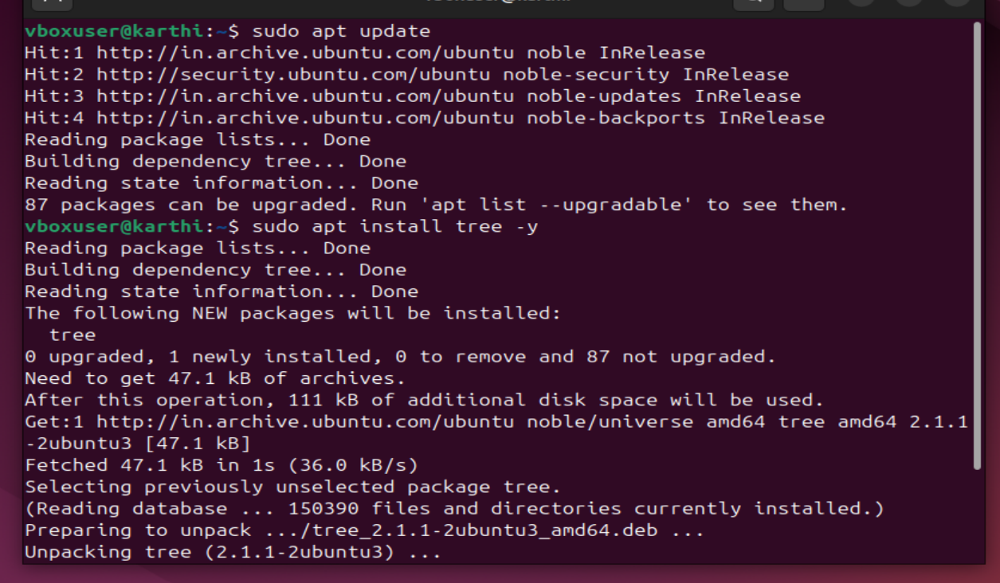 vboxuser@karthi:~$ sudo apt update
Hit:1 http://in.archive.ubuntu.com/ubuntu noble InRelease
Hit:2 http://security.ubuntu.com/ubuntu noble-security InRelease
Hit:3 http://in.archive.ubuntu.com/ubuntu noble-updates InRelease
Hit:4 http://in.archive.ubuntu.com/ubuntu noble-backports InRelease
Reading package lists... Done
Building dependency tree... Done
Reading state information... Done
87 packages can be upgraded. Run 'apt list --upgradable' to see them.
vboxuser@karthi:~$ sudo apt install tree -y
Reading package lists... Done
Building dependency tree... Done
Reading state information... Done
The following NEW packages will be installed:
  tree
0 upgraded, 1 newly installed, 0 to remove and 87 not upgraded.
Need to get 47.1 kB of archives.
After this operation, 111 kB of additional disk space will be used.
Get:1 http://in.archive.ubuntu.com/ubuntu noble/universe amd64 tree amd64 2.1.1
-2ubuntu3 [47.1 kB]
Fetched 47.1 kB in 1s (36.0 kB/s)
Selecting previously unselected package tree.
(Reading database ... 150390 files and directories currently installed.)
Preparing to unpack .../tree_2.1.1-2ubuntu3_amd64.deb ...
Unpacking tree (2.1.1-2ubuntu3) ...